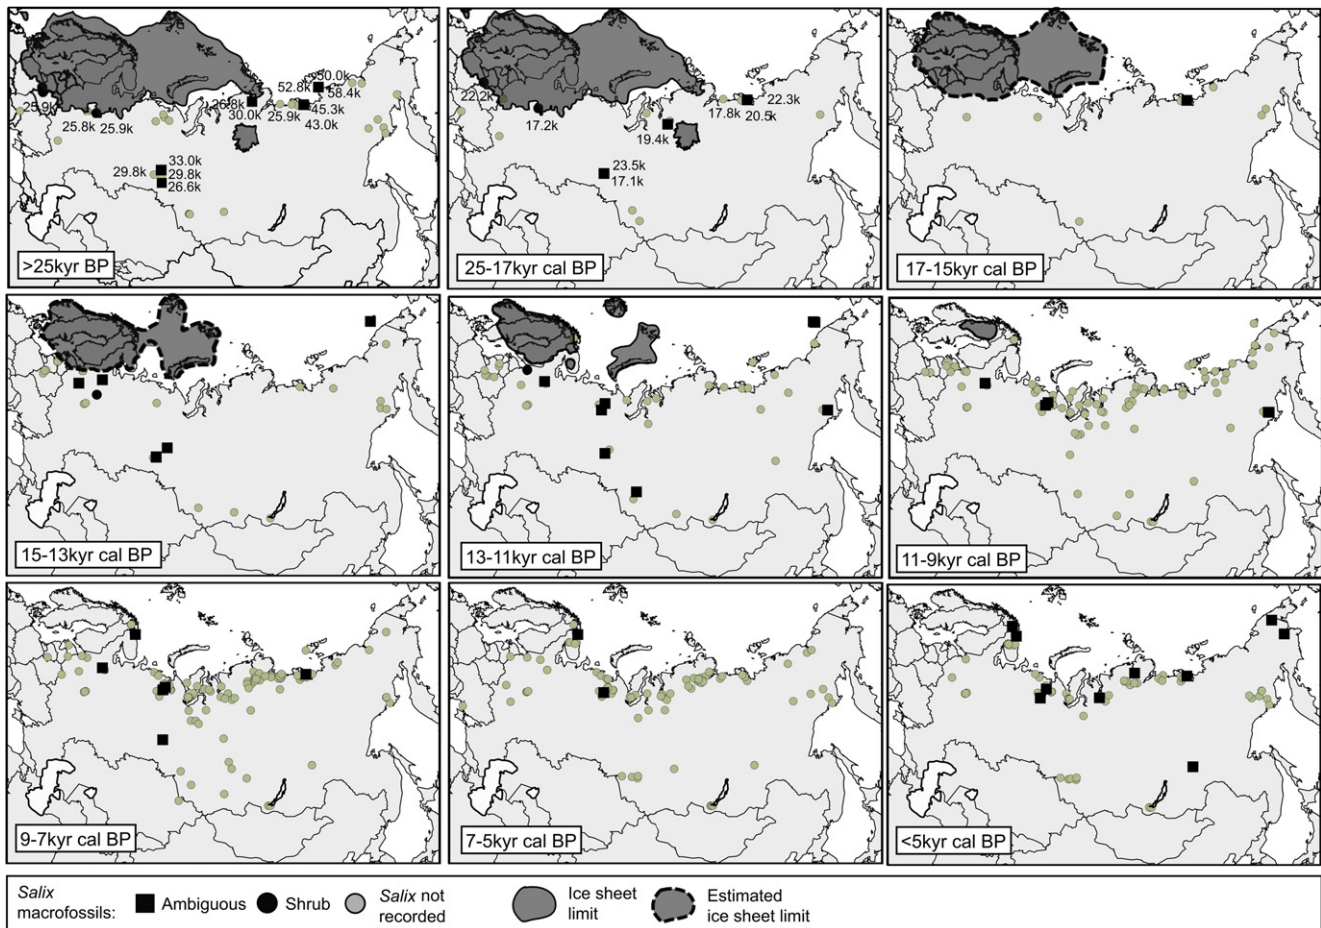 25.9k
25.8k
25.9k
26.8k
30.0k
25.9k
52.8k
>50.0k
58.4k
45.3k
43.0k
29.8k
33.0k
29.8k
26.6k
>25kyr BP
22.2k
17.2k
19.4k
17.8k
22.3k
20.5k
23.5k
17.1k
25-17kyr cal BP
17-15kyr cal BP
15-13kyr cal BP
13-11kyr cal BP
11-9kyr cal BP
9-7kyr cal BP
7-5kyr cal BP
<5kyr cal BP
Salix
macrofossils:
Ambiguous
Shrub
Salix not
recorded
Ice sheet
limit
Estimated
ice sheet limit